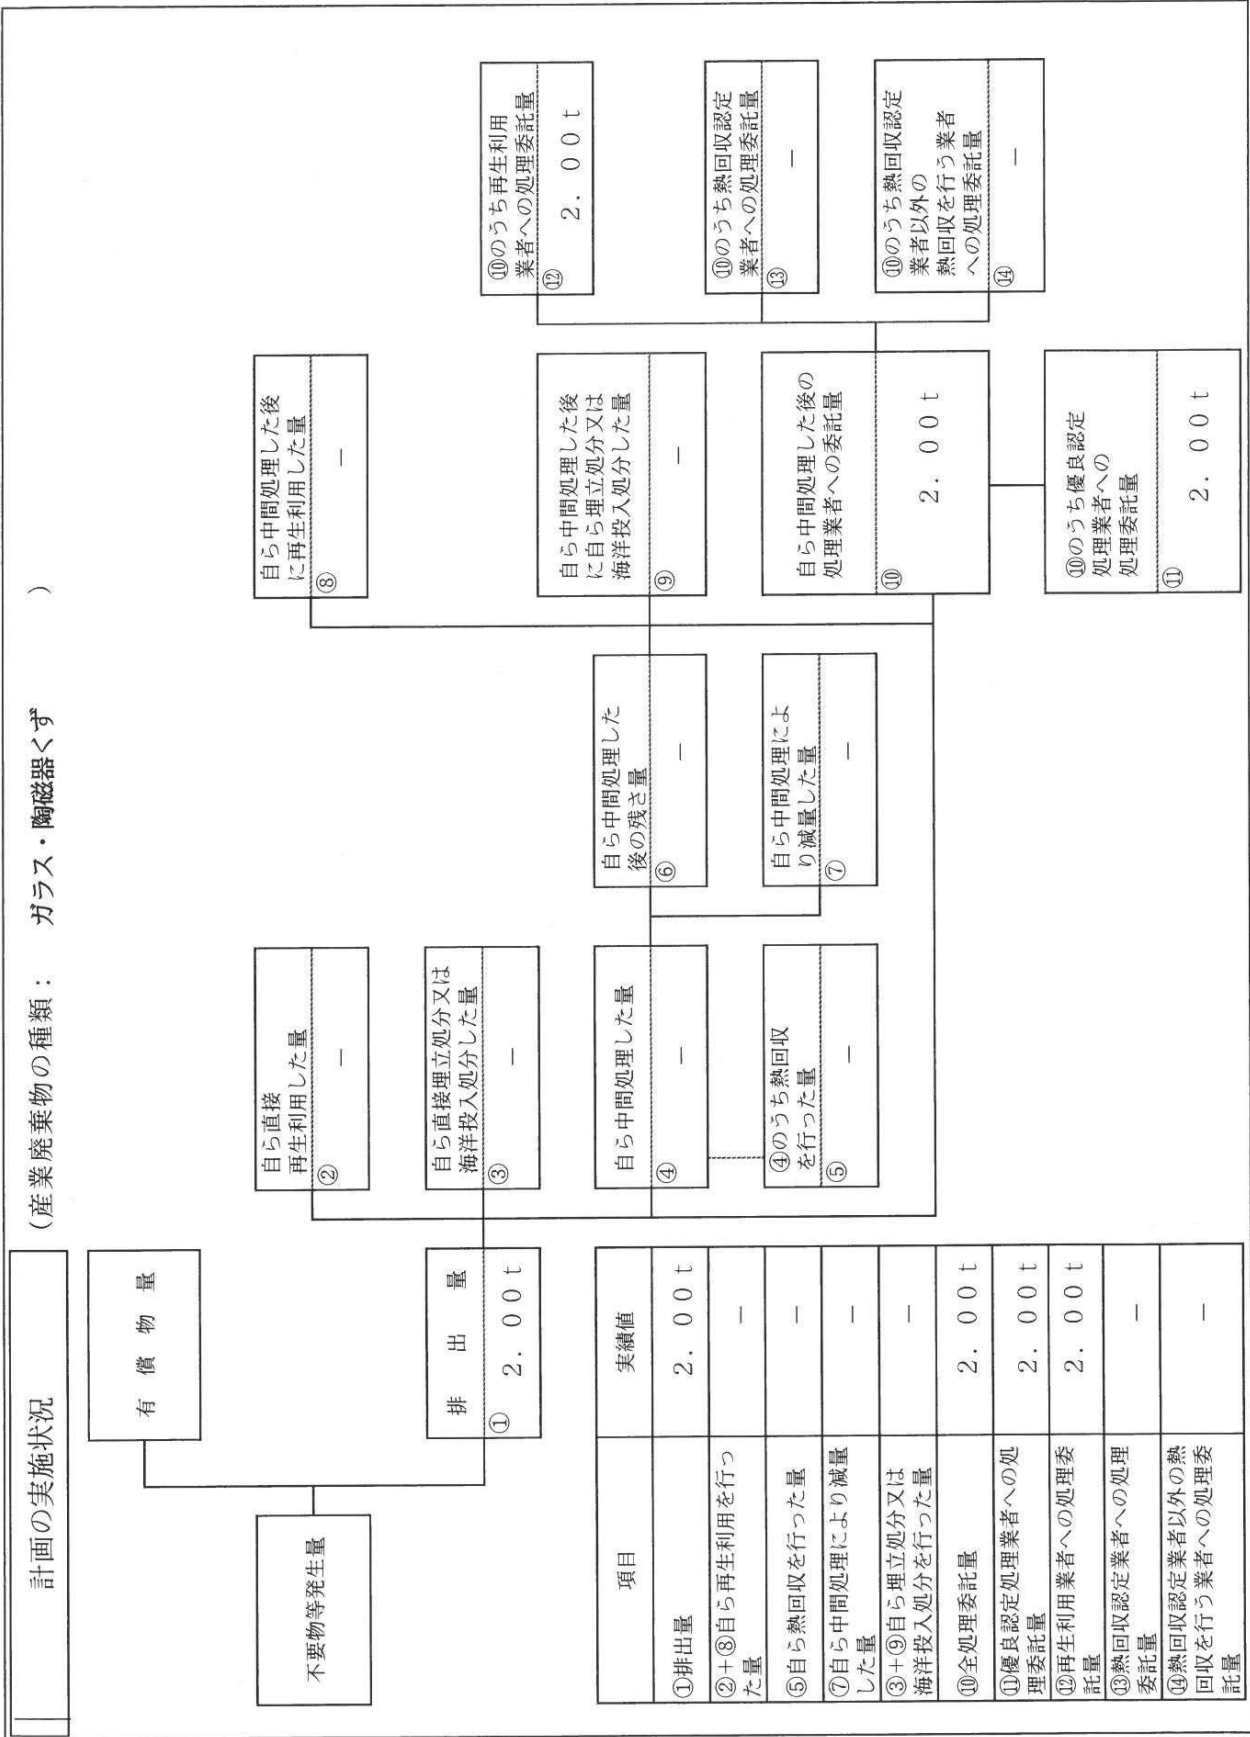 計画の実施状況
（産業廃棄物の種類： ガラス・陶磁器くず ）
不要物等発生量
有 償 物 量
排 出 量
① 2.00t
自ら直接
再生利用した量
② －
自ら直接埋立処分又は
海洋投入処分した量
③ －
自ら中間処理した量
④ －
④のうち熱回収
を行った量
⑤ －
自ら中間処理した
後の残さ量
⑥ －
自ら中間処理によ
り減量した量
⑦ －
自ら中間処理した後
に再生利用した量
⑧ －
自ら中間処理した後
に自ら埋立処分又は
海洋投入処分した量
⑨ －
自ら中間処理した後の
処理業者への委託量
⑩ 2.00t
⑩のうち優良認定
処理業者への
処理委託量
⑪ 2.00t
⑩のうち再生利用
業者への処理委託量
⑫ 2.00t
⑩のうち熱回収認定
業者への処理委託量
⑬ －
⑩のうち熱回収認定
業者以外の
熱回収を行う業者
への処理委託量
⑭ －
項目 実績値
①排出量 2.00t
②＋⑧自ら再生利用を行っ
た量 －
⑤自ら熱回収を行った量 －
⑦自ら中間処理により減量
した量 －
③＋⑨自ら埋立処分又は
海洋投入処分を行った量 －
⑩全処理委託量 2.00t
⑪優良認定処理業者への処
理委託量 2.00t
⑫再生利用業者への処理委
託量 2.00t
⑬熱回収認定業者への処理
委託量 －
⑭熱回収認定業者以外の熱
回収を行う業者への処理委
託量 －